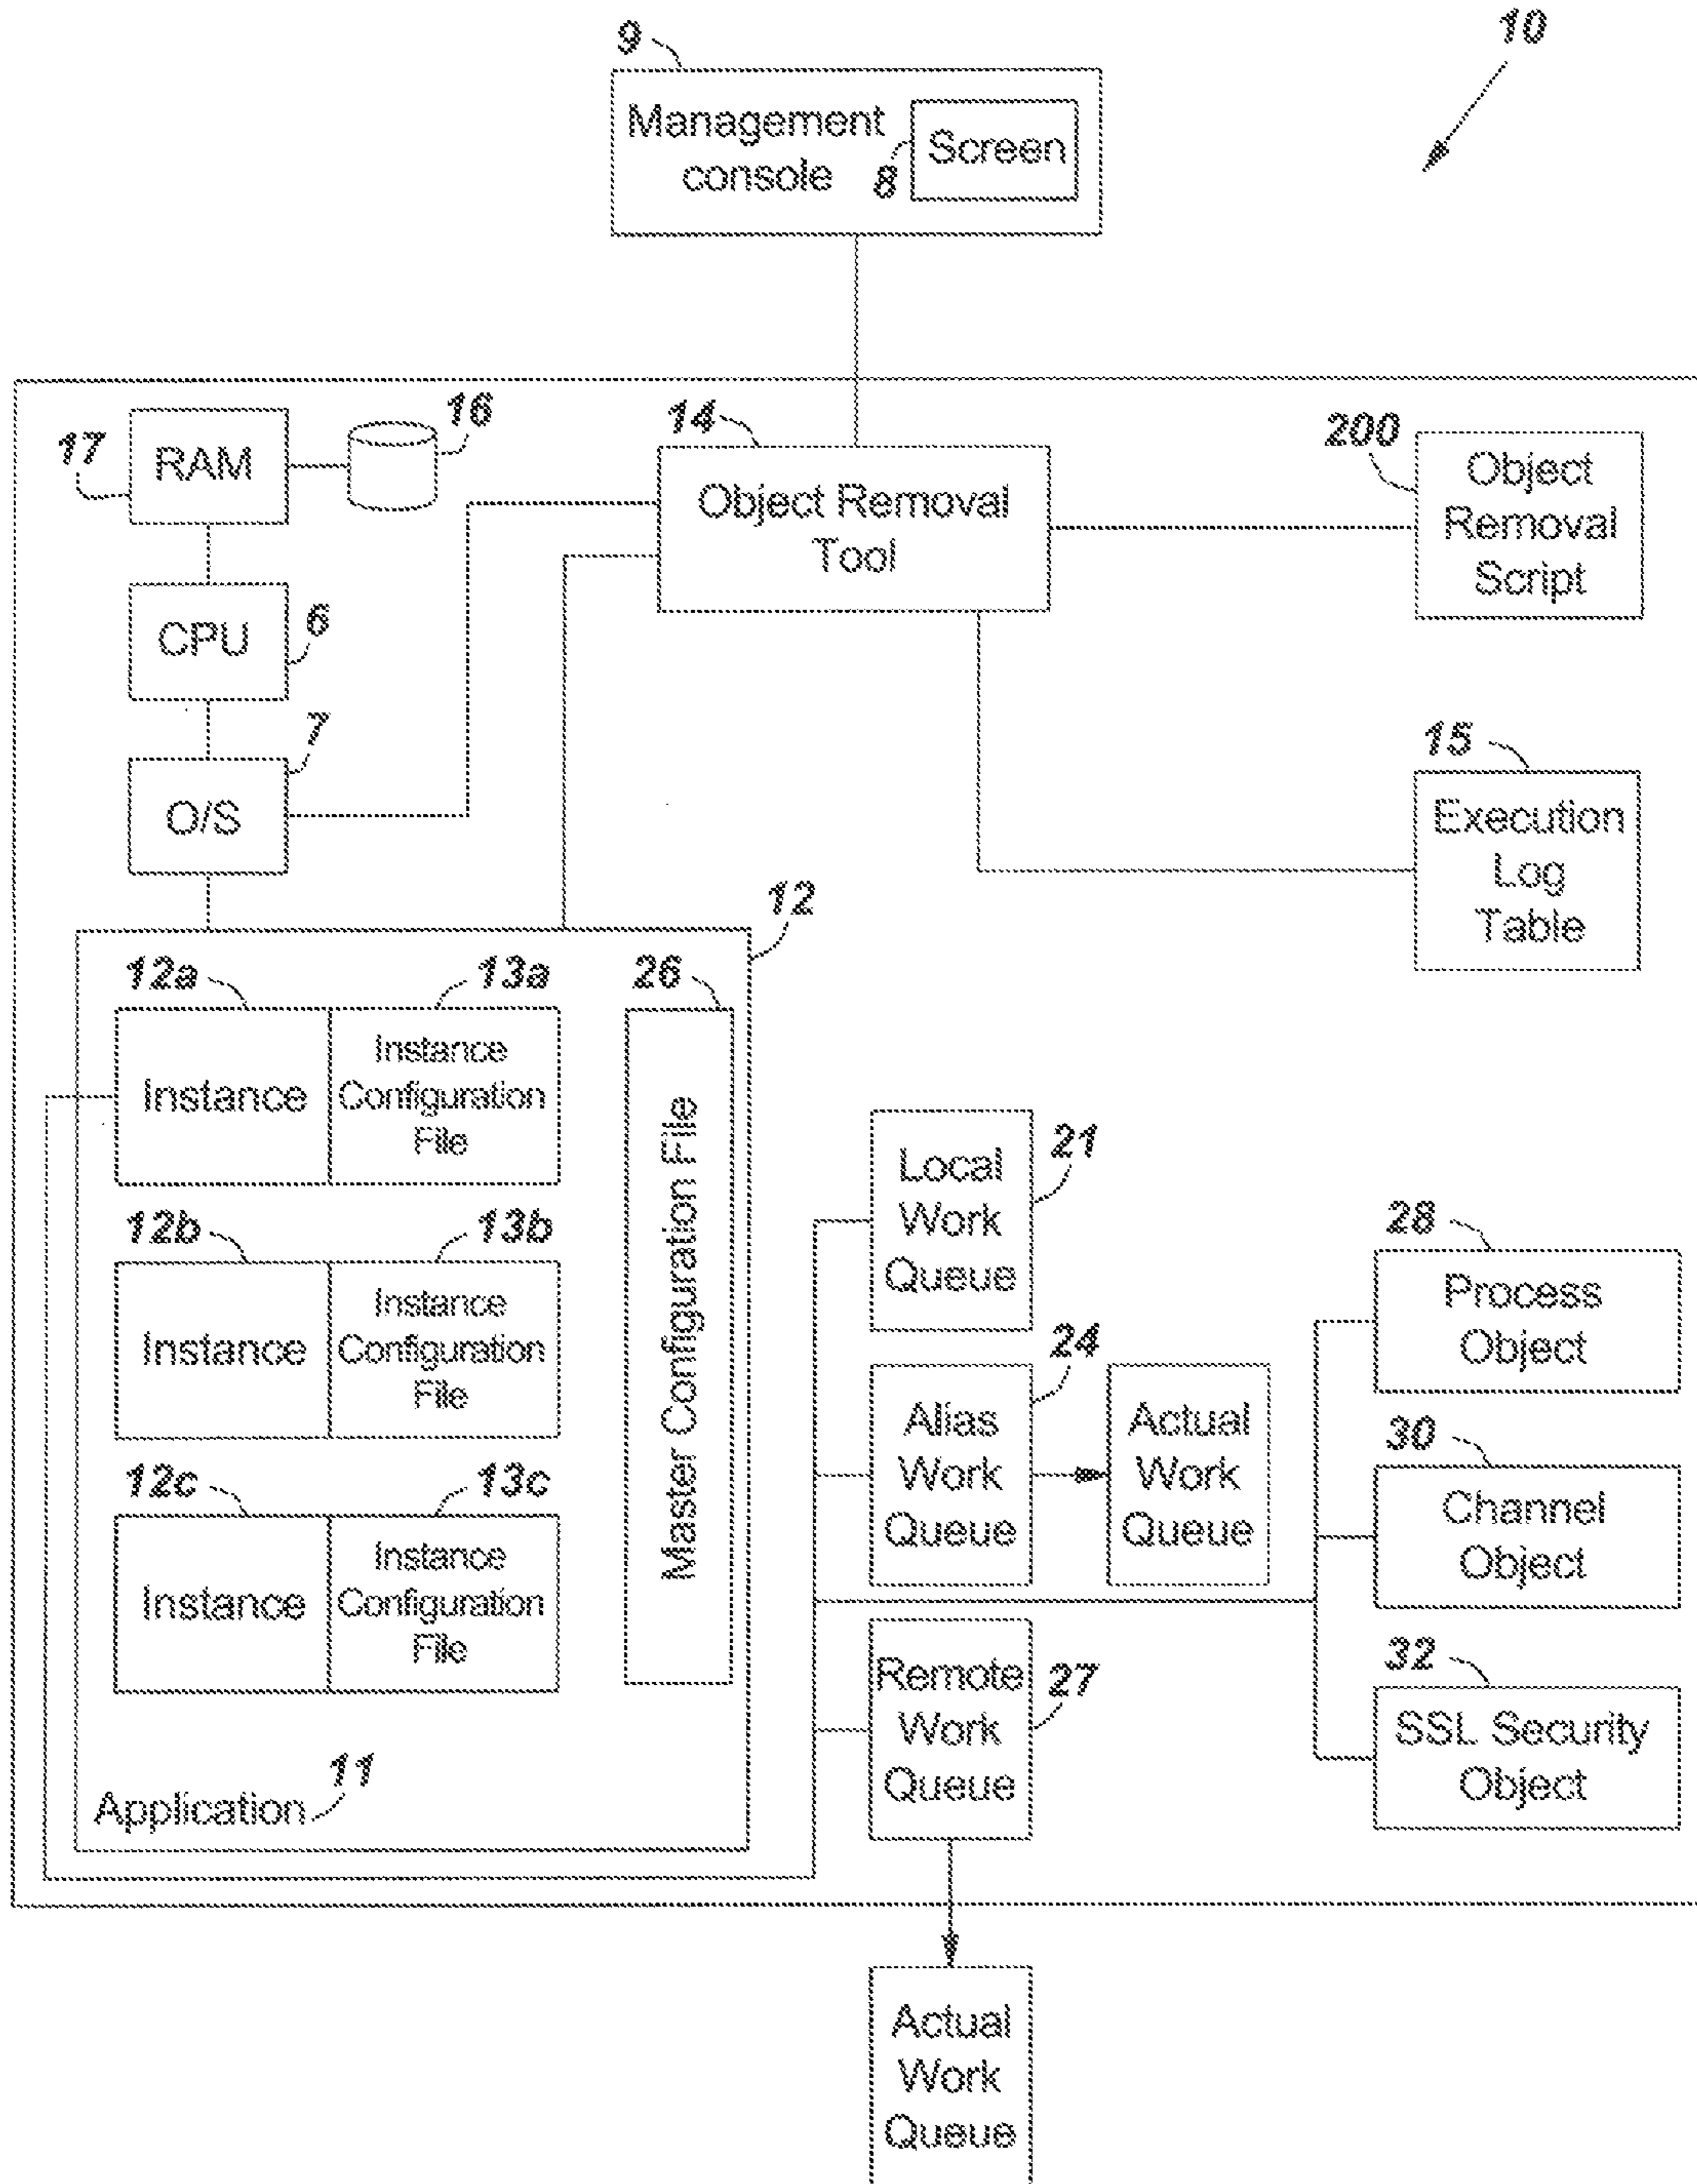 10
9
Management
console
8
Screen
17
RAM
16
14
Object Removal
Tool
200
Object
Removal
Script
CPU
6
7
O/S
15
Execution
Log
Table
12
12a
13a
26
Instance
Instance
Configuration
File
Master Configuration File
12b
13b
Instance
Instance
Configuration
File
12c
13c
Instance
Instance
Configuration
File
Application
11
Local
Work
Queue
21
Alias
Work
Queue
24
Actual
Work
Queue
Remote
Work
Queue
27
28
Process
Object
30
Channel
Object
32
SSL Security
Object
Actual
Work
Queue